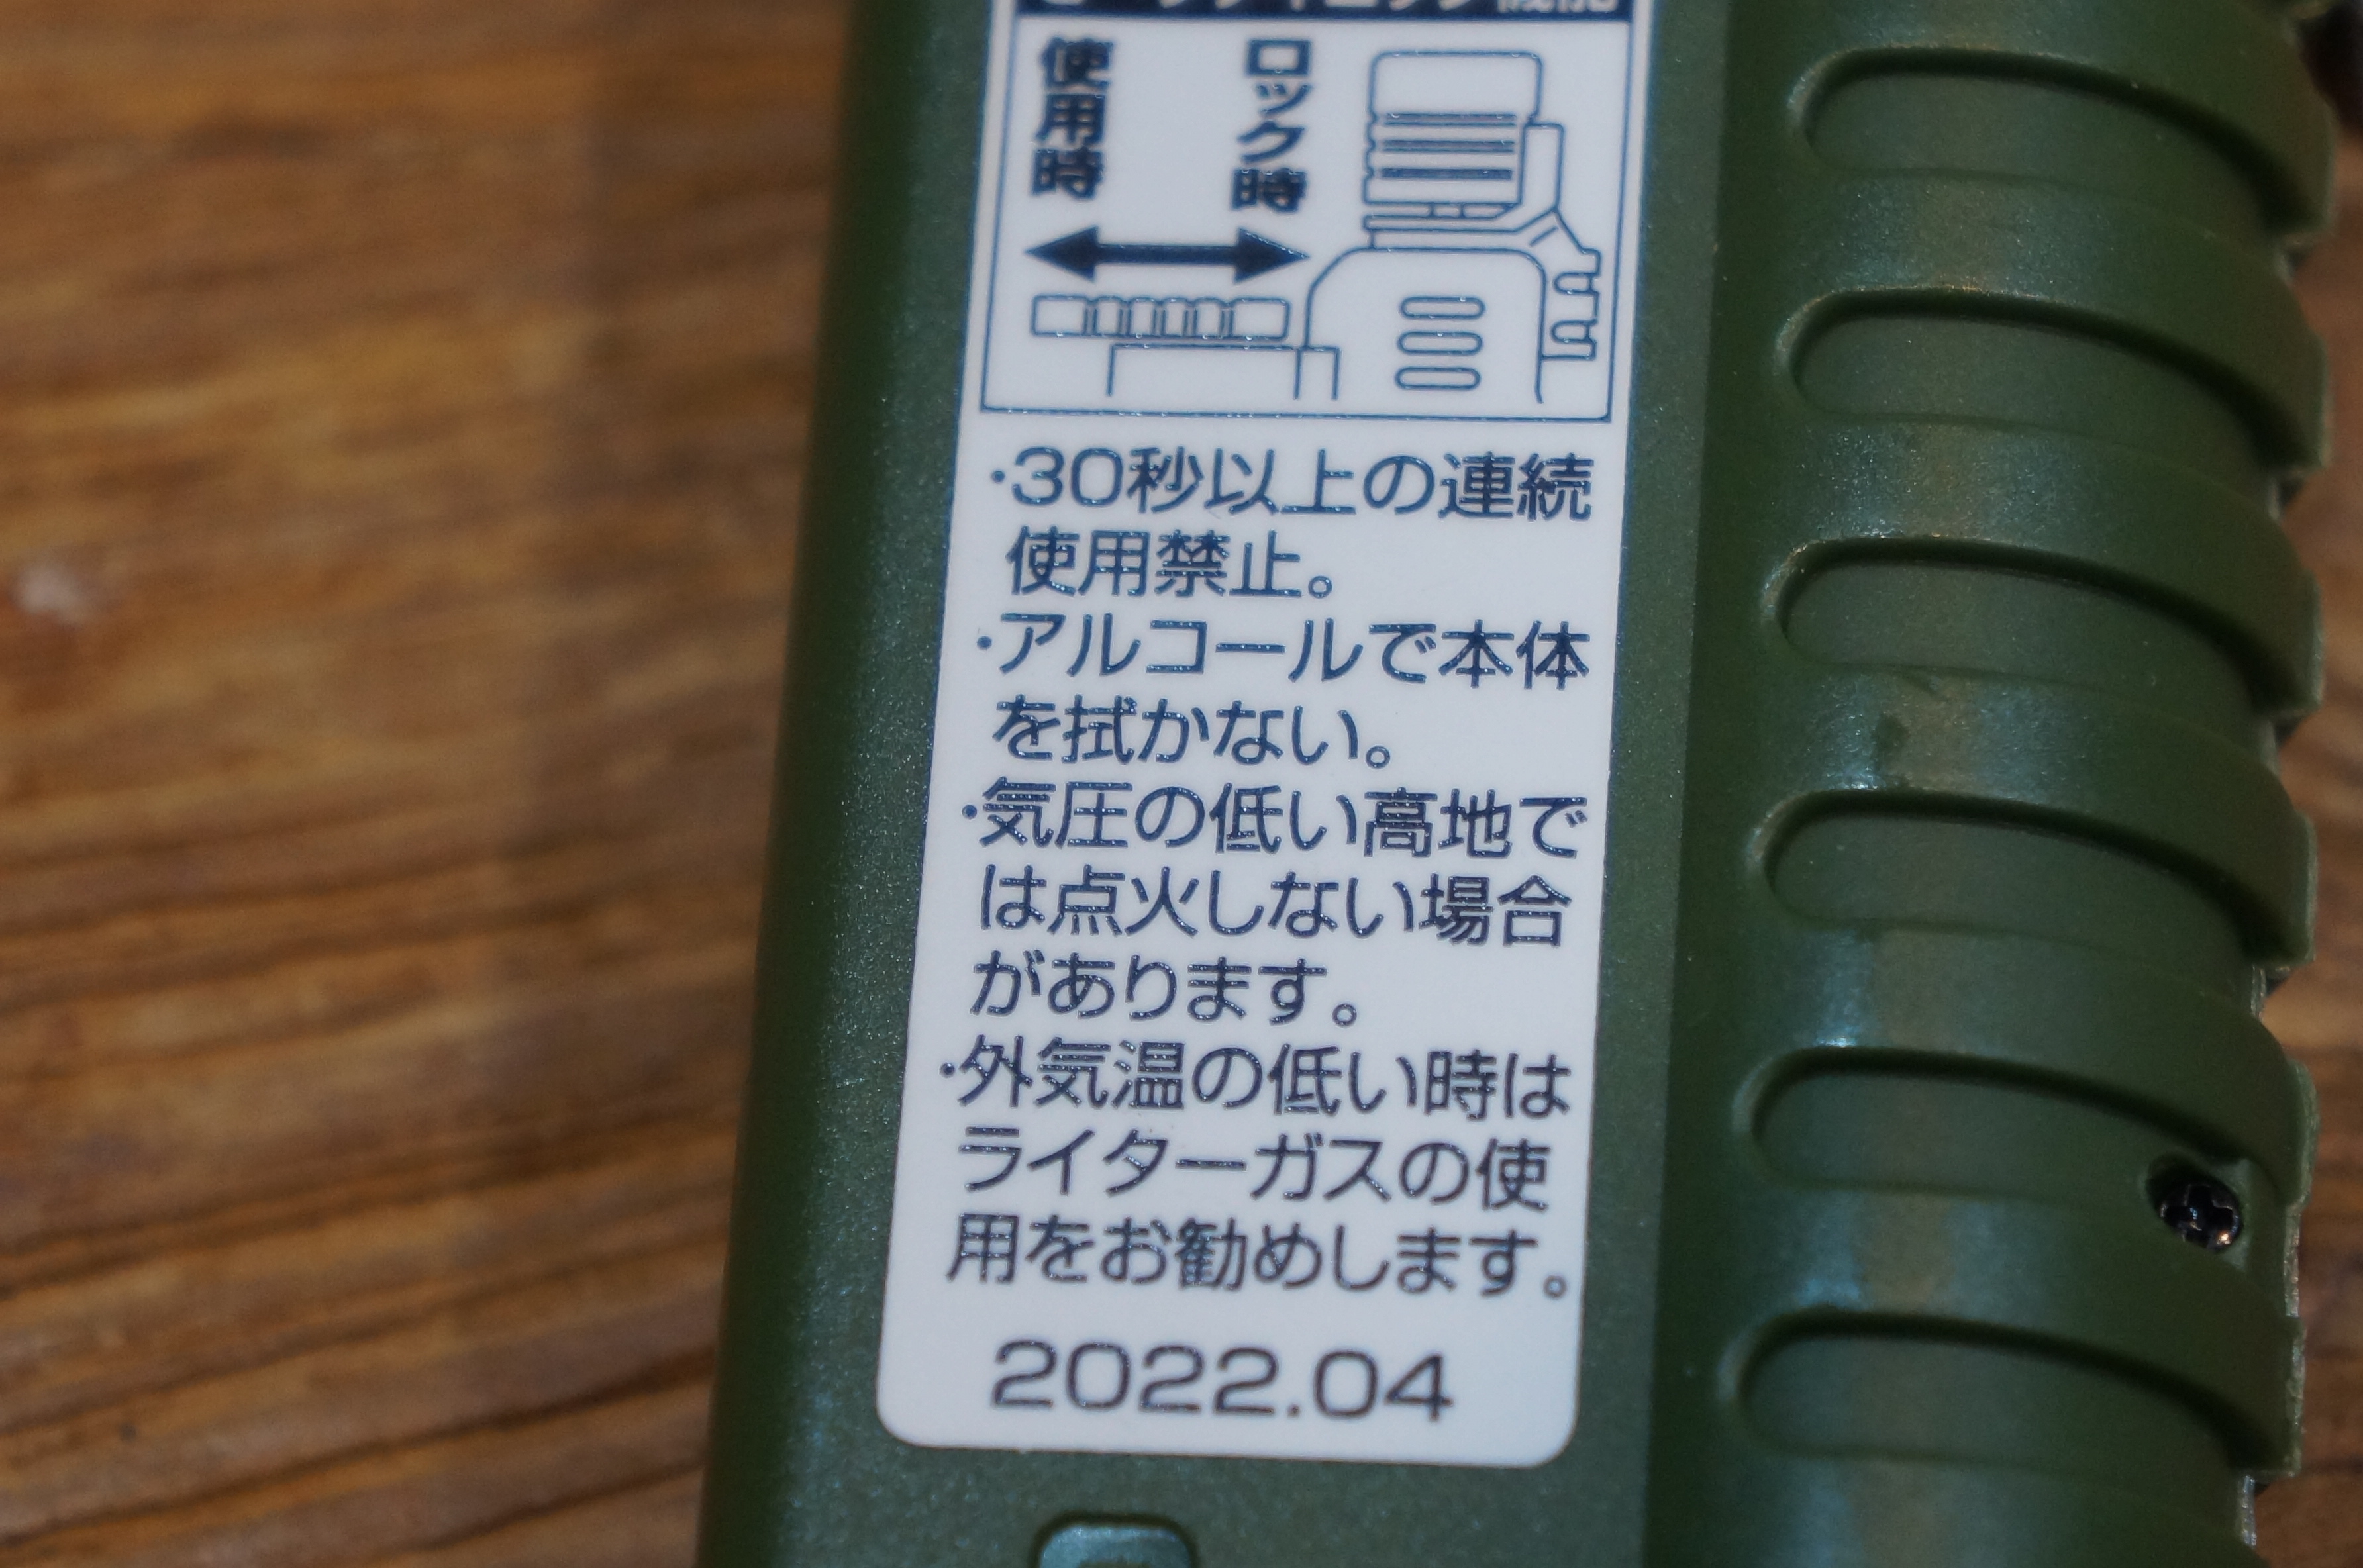 使用時
ロック時
・30秒以上の連続
使用禁止。
・アルコールで本体
を拭かない。
・気圧の低い高地で
は点火しない場合
があります。
・外気温の低い時は
ライターガスの使
用をお勧めします。
2022.04